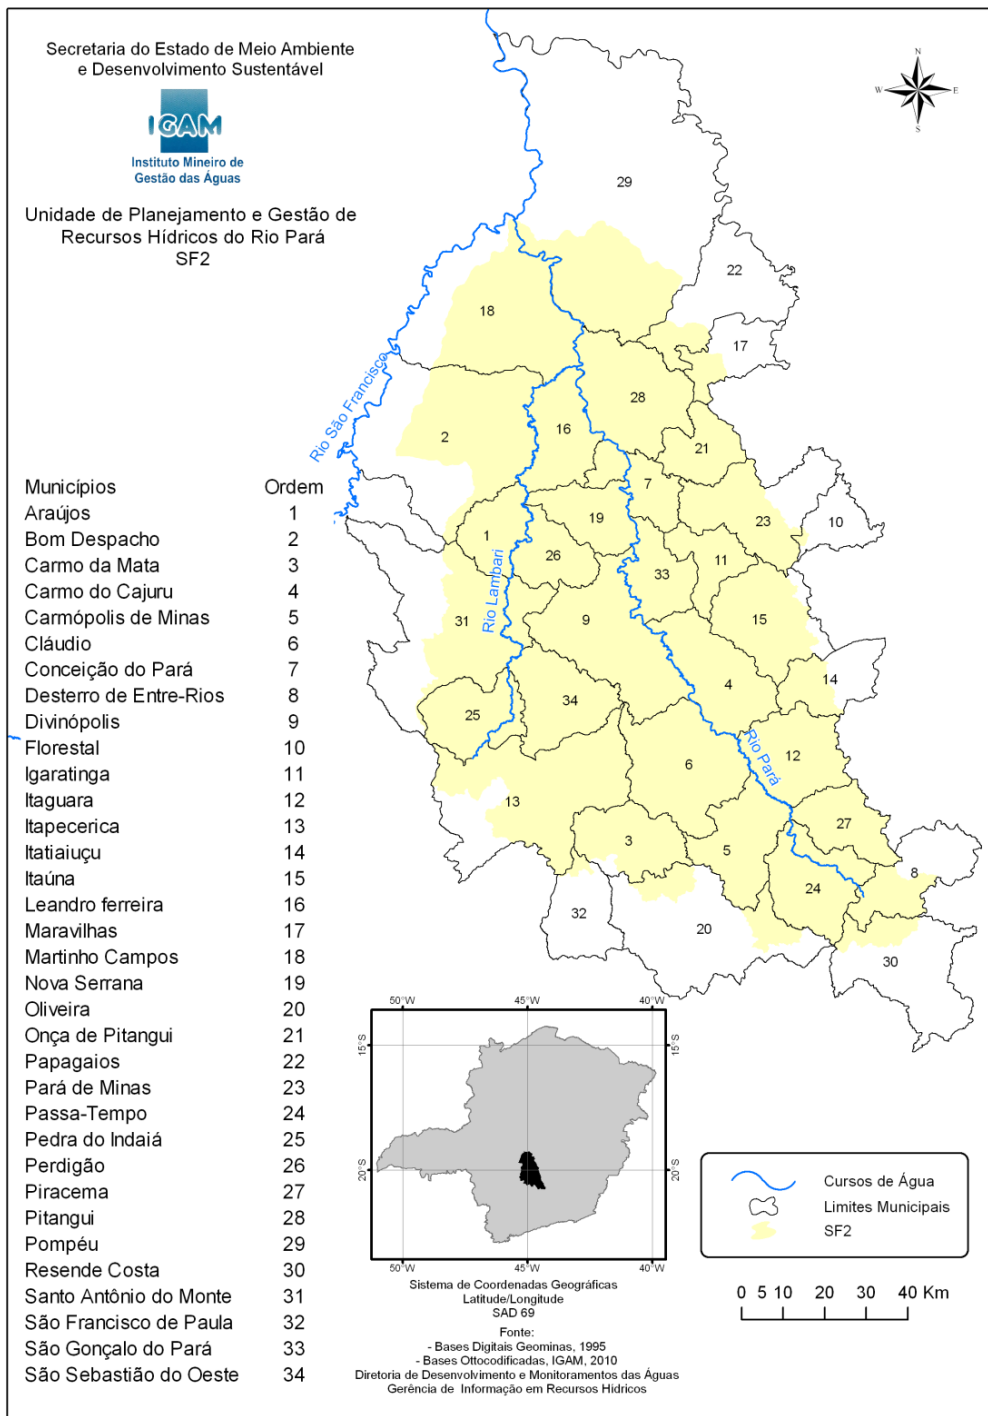 Secretaria do Estado de Meio Ambiente
e Desenvolvimento Sustentável
IGAM
Instituto Mineiro de
Gestão das Águas
Unidade de Planejamento e Gestão de
Recursos Hídricos do Rio Pará
SF2
N
W E
S
29
22
18
17
Rio São Francisco
28
2
16
21
7
19
23
10
1
26
11
33
Rio Lambari
31
9
15
4
14
25
34
Rio Pará
12
6
13
27
3
5
8
24
32
20
30
Municípios Ordem
Araújos 1
Bom Despacho 2
Carmo da Mata 3
Carmo do Cajuru 4
Carmópolis de Minas 5
Cláudio 6
Conceição do Pará 7
Desterro de Entre-Rios 8
Divinópolis 9
Florestal 10
Igaratinga 11
Itaguara 12
Itapecerica 13
Itatiaiuçu 14
Itaúna 15
Leandro ferreira 16
Maravilhas 17
Martinho Campos 18
Nova Serrana 19
Oliveira 20
Onça de Pitangui 21
Papagaios 22
Pará de Minas 23
Passa-Tempo 24
Pedra do Indaiá 25
Perdigão 26
Piracema 27
Pitangui 28
Pompéu 29
Resende Costa 30
Santo Antônio do Monte 31
São Francisco de Paula 32
São Gonçalo do Pará 33
São Sebastião do Oeste 34
50°W 45°W 40°W
15°S 15°S
20°S 20°S
50°W 45°W 40°W
Sistema de Coordenadas Geográficas
Latitude/Longitude
SAD 69
Fonte:
- Bases Digitais Geominas, 1995
- Bases Ottocodificadas, IGAM, 2010
Diretoria de Desenvolvimento e Monitoramentos das Águas
Gerência de Informação em Recursos Hidricos
Cursos de Água
Limites Municipais
SF2
0 5 10 20 30 40 Km